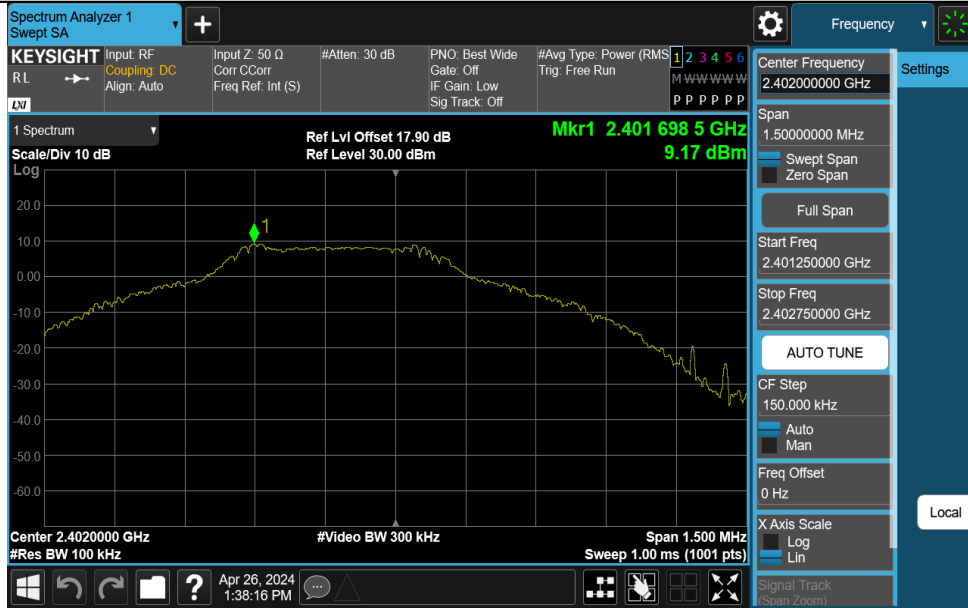 Spectrum Analyzer 1
Swept SA
+
Frequency
KEYSIGHT
R L
LXI
Input: RF
Coupling: DC
Align: Auto
Input Z: 50 Ω
Corr CCorr
Freq Ref: Int (S)
#Atten: 30 dB
PNO: Best Wide
Gate: Off
IF Gain: Low
Sig Track: Off
#Avg Type: Power (RMS
Trig: Free Run
1 2 3 4 5 6
M W W W W W
P P P P P P
1 Spectrum
Scale/Div 10 dB
Log
Ref Lvl Offset 17.90 dB
Ref Level 30.00 dBm
Mkr1 2.401 698 5 GHz
9.17 dBm
1
20.0
10.0
0.00
-10.0
-20.0
-30.0
-40.0
-50.0
-60.0
Center 2.4020000 GHz
#Res BW 100 kHz
#Video BW 300 kHz
Span 1.500 MHz
Sweep 1.00 ms (1001 pts)
Center Frequency
2.402000000 GHz
Span
1.50000000 MHz
Swept Span
Zero Span
Full Span
Start Freq
2.401250000 GHz
Stop Freq
2.402750000 GHz
AUTO TUNE
CF Step
150.000 kHz
Auto
Man
Freq Offset
0 Hz
X Axis Scale
Log
Lin
Signal Track
(Span Zoom)
Settings
Local
?
Apr 26, 2024
1:38:16 PM